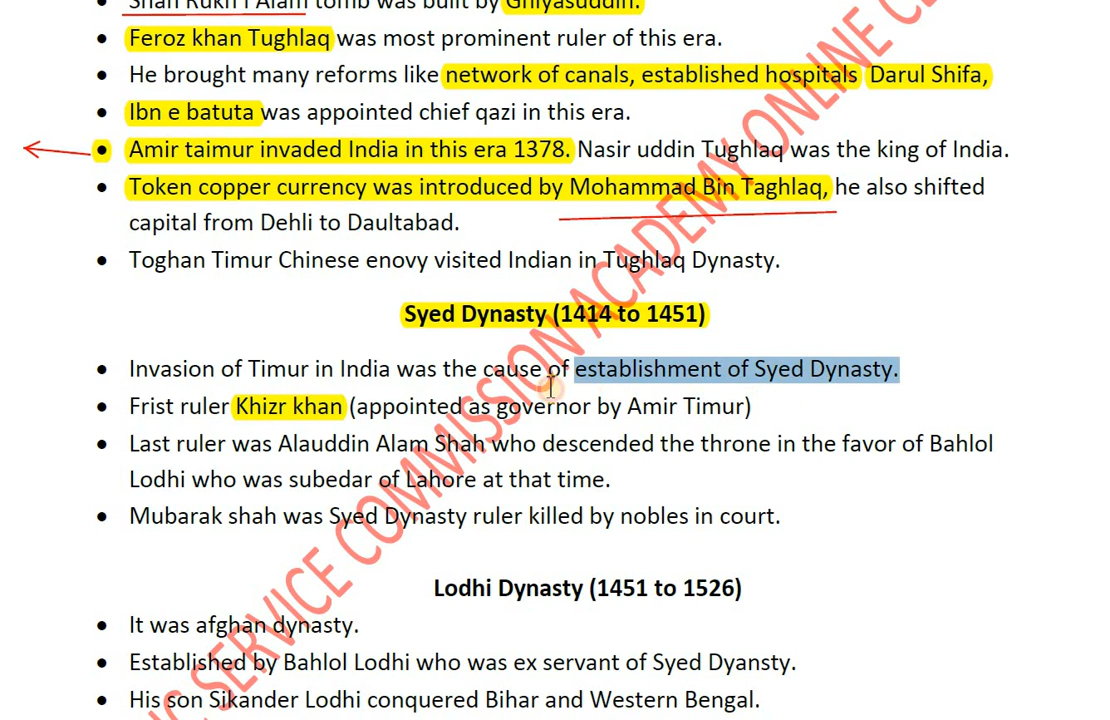 Shah Rukn i Alam tomb was built by Ghiyasuddin.
• Feroz khan Tughlaq was most prominent ruler of this era.
• He brought many reforms like network of canals, established hospitals Darul Shifa,
• Ibn e batuta was appointed chief qazi in this era.
• Amir taimur invaded India in this era 1378. Nasir uddin Tughlaq was the king of India.
• Token copper currency was introduced by Mohammad Bin Taghlaq, he also shifted
capital from Dehli to Daultabad.
• Toghan Timur Chinese enovy visited Indian in Tughlaq Dynasty.
Syed Dynasty (1414 to 1451)
• Invasion of Timur in India was the cause of establishment of Syed Dynasty.
• Frist ruler Khizr khan (appointed as governor by Amir Timur)
• Last ruler was Alauddin Alam Shah who descended the throne in the favor of Bahlol
Lodhi who was subedar of Lahore at that time.
• Mubarak shah was Syed Dynasty ruler killed by nobles in court.
Lodhi Dynasty (1451 to 1526)
• It was afghan dynasty.
• Established by Bahlol Lodhi who was ex servant of Syed Dyansty.
• His son Sikander Lodhi conquered Bihar and Western Bengal.
SERVICE COMMISSION ACADEMY ONLINE